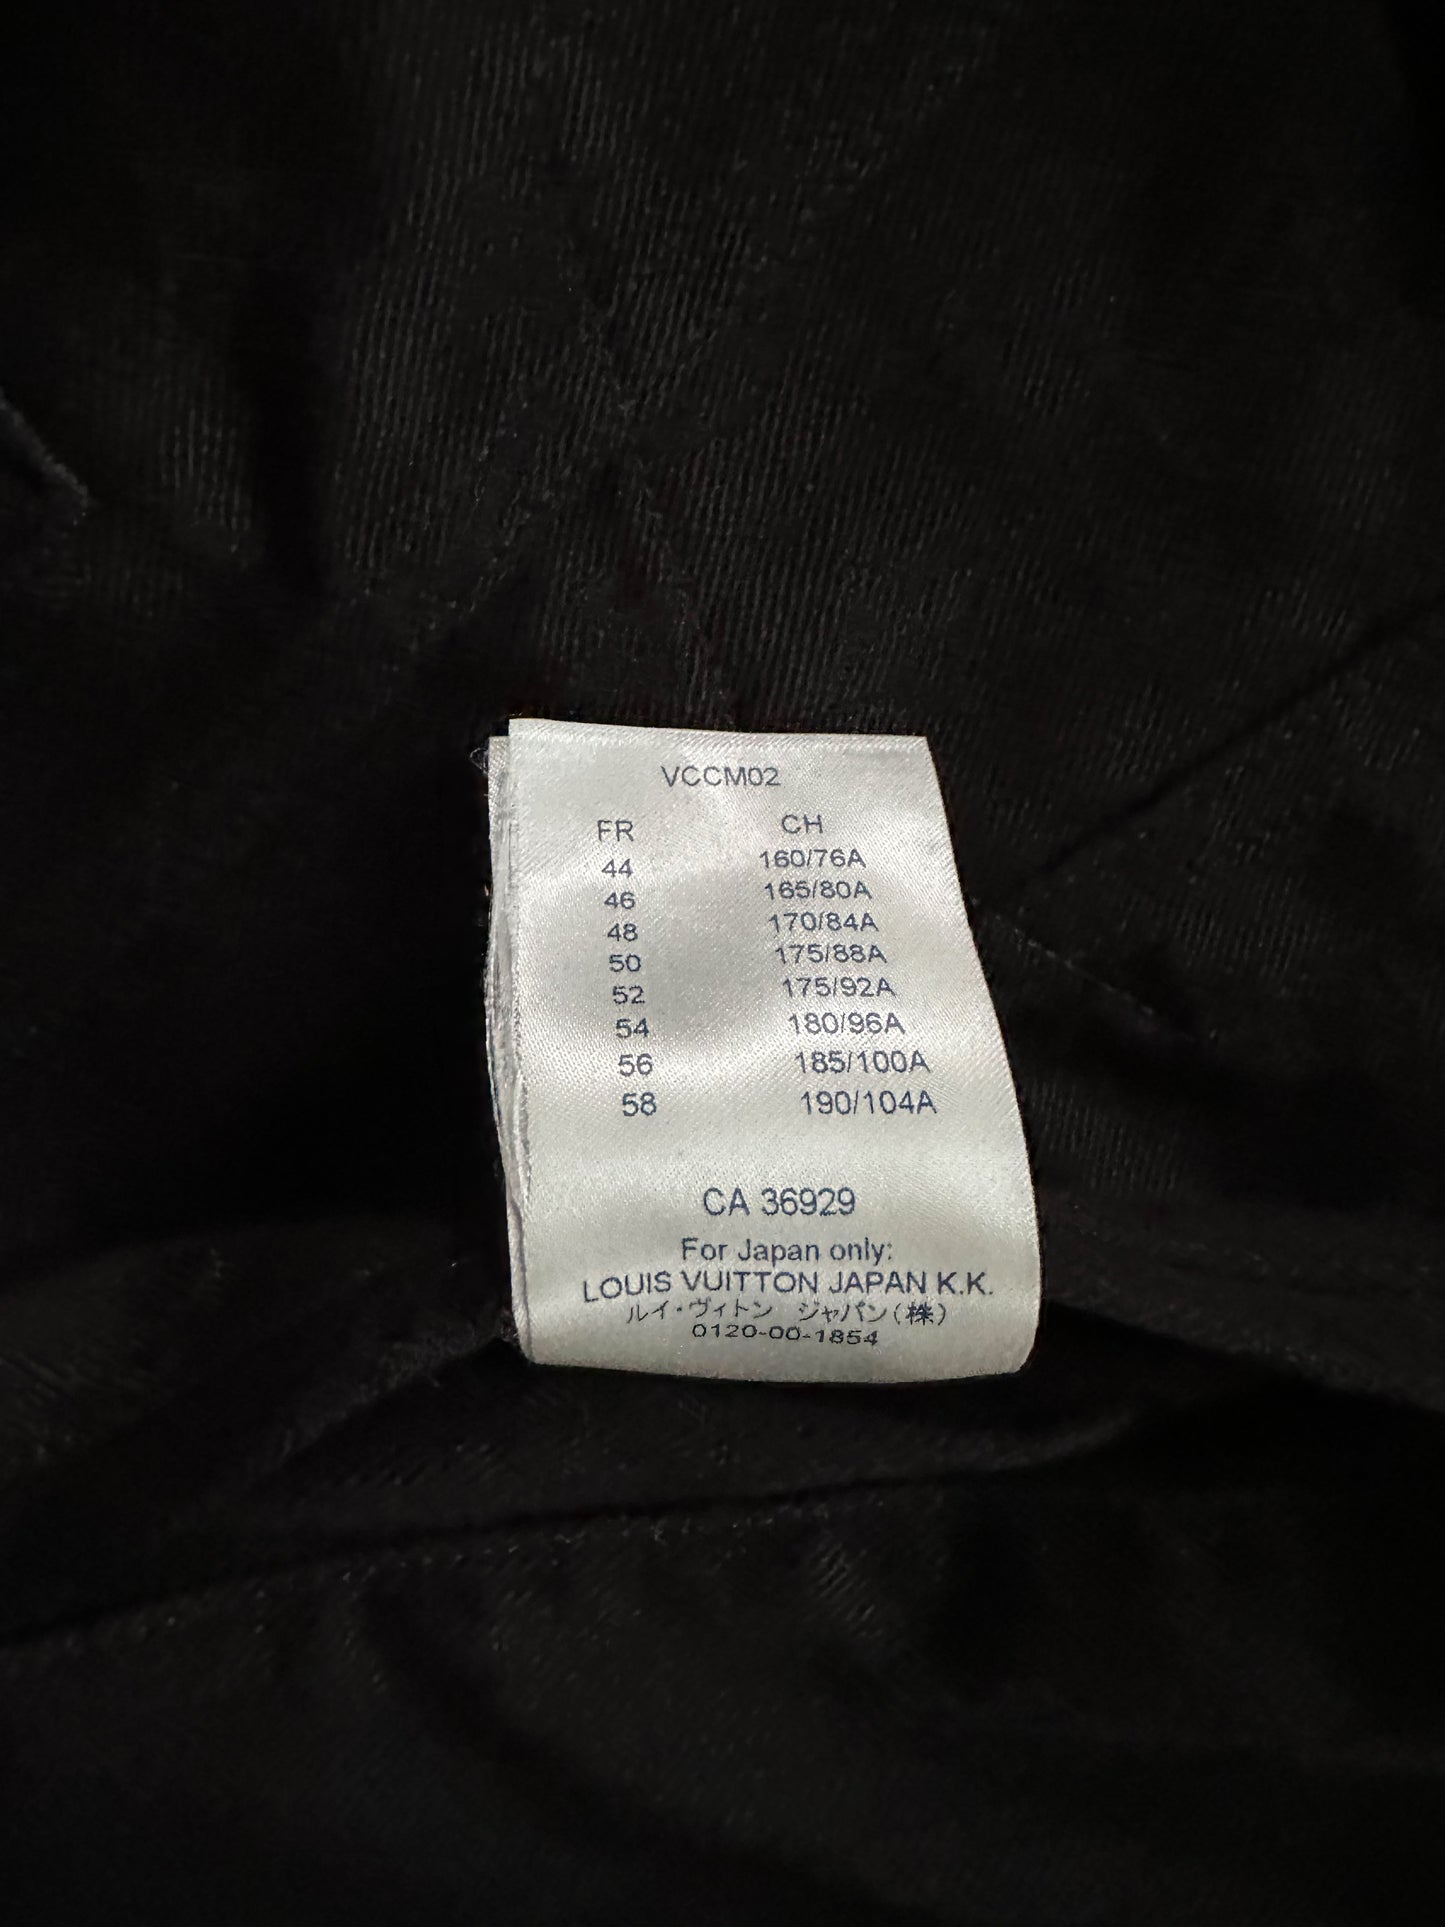 VCCM02
FR CH
44 160/76A
46 165/80A
48 170/84A
50 175/88A
52 175/92A
54 180/96A
56 185/100A
58 190/104A
CA 36929
For Japan only:
LOUIS VUITTON JAPAN K.K.
ルイ・ヴィトン ジャパン(株)
0120-00-1854